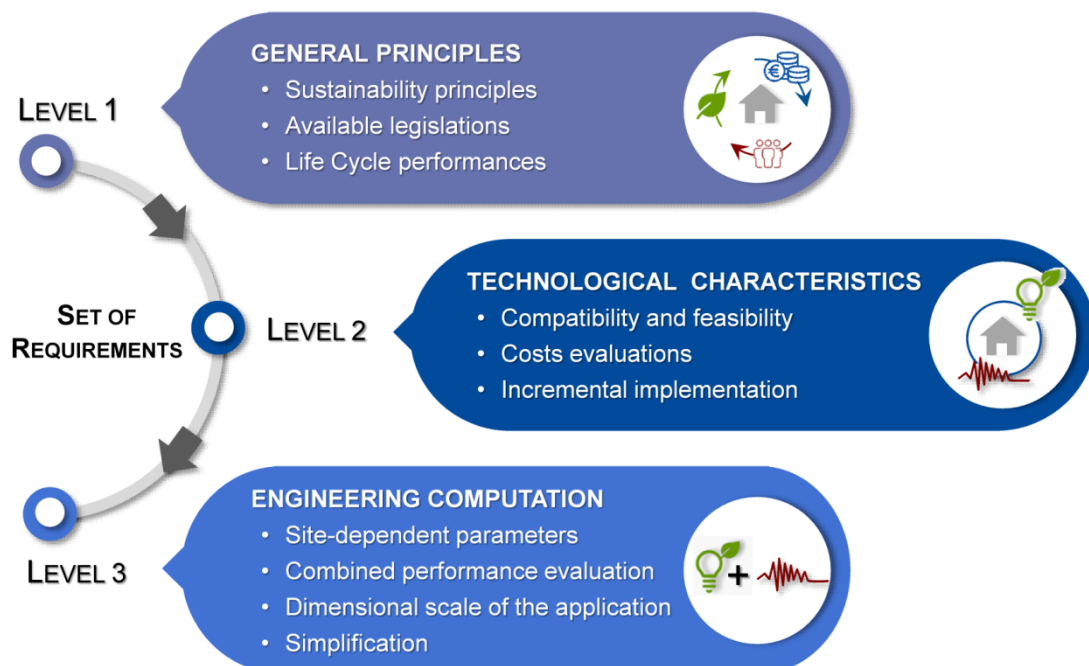 LEVEL 1
GENERAL PRINCIPLES
• Sustainability principles
• Available legislations
• Life Cycle performances
SET OF
REQUIREMENTS
LEVEL 2
TECHNOLOGICAL CHARACTERISTICS
• Compatibility and feasibility
• Costs evaluations
• Incremental implementation
LEVEL 3
ENGINEERING COMPUTATION
• Site-dependent parameters
• Combined performance evaluation
• Dimensional scale of the application
• Simplification
€
+